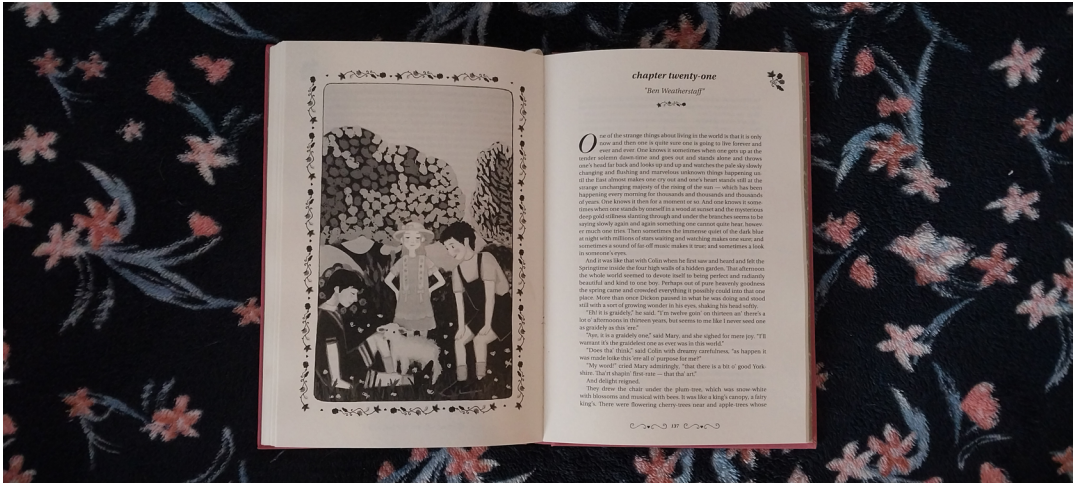 chapter twenty-one
"Ben Weatherstaff"
One of the strange things about living in the world is that it is only
now and then one is quite sure one is going to live forever and
ever and ever. One knows it sometimes when one gets up at the
tender solemn dawn-time and goes out and stands alone and throws
one's head far back and looks up and up and watches the pale sky slowly
changing and flushing and marvelous unknown things happening un-
til the East almost makes one cry out and one's heart stands still at the
strange unchanging majesty of the rising of the sun — which has been
happening every morning for thousands and thousands and thousands
of years. One knows it then for a moment or so. And one knows it some-
times when one stands by oneself in a wood at sunset and the mysterious
deep gold stillness slanting through and under the branches seems to be
saying slowly again and again something one cannot quite hear, howev-
er much one tries. Then sometimes the immense quiet of the dark blue
at night with millions of stars waiting and watching makes one sure; and
sometimes a sound of far off music makes it true; and sometimes a look
in someone's eyes.
And it was like that with Colin when he first saw and heard and felt the
Springtime inside the four high walls of a hidden garden. That afternoon
the whole world seemed to devote itself to being perfect and radiantly
beautiful and kind to one boy. Perhaps out of pure heavenly goodness
the spring came and crowded everything it possibly could into that one
place. More than once Dickon paused in what he was doing and stood
still with a sort of growing wonder in his eyes, shaking his head softly.
"Eh! it is graidely," he said. "I'm twelve goin' on thirteen an' there's a
lot o' afternoons in thirteen years, but seems to me like I never seed one
as graidely as this 'ere."
"Aye, it is a graidely one," said Mary, and she sighed for mere joy. "I'll
warrant it's the graidelest one as ever was in this world."
"Does tha' think," said Colin with dreamy carefulness, "as happen it
was made loike this 'ere all o' purpose for me?"
"My word!" cried Mary admiringly, "that there is a bit o' good York-
shire. Tha'rt shapin' first-rate — that tha' art."
And delight reigned.
They drew the chair under the plum-tree, which was snow-white
with blossoms and musical with bees. It was like a king's canopy, a fairy
king's. There were flowering cherry-trees near and apple-trees whose
137